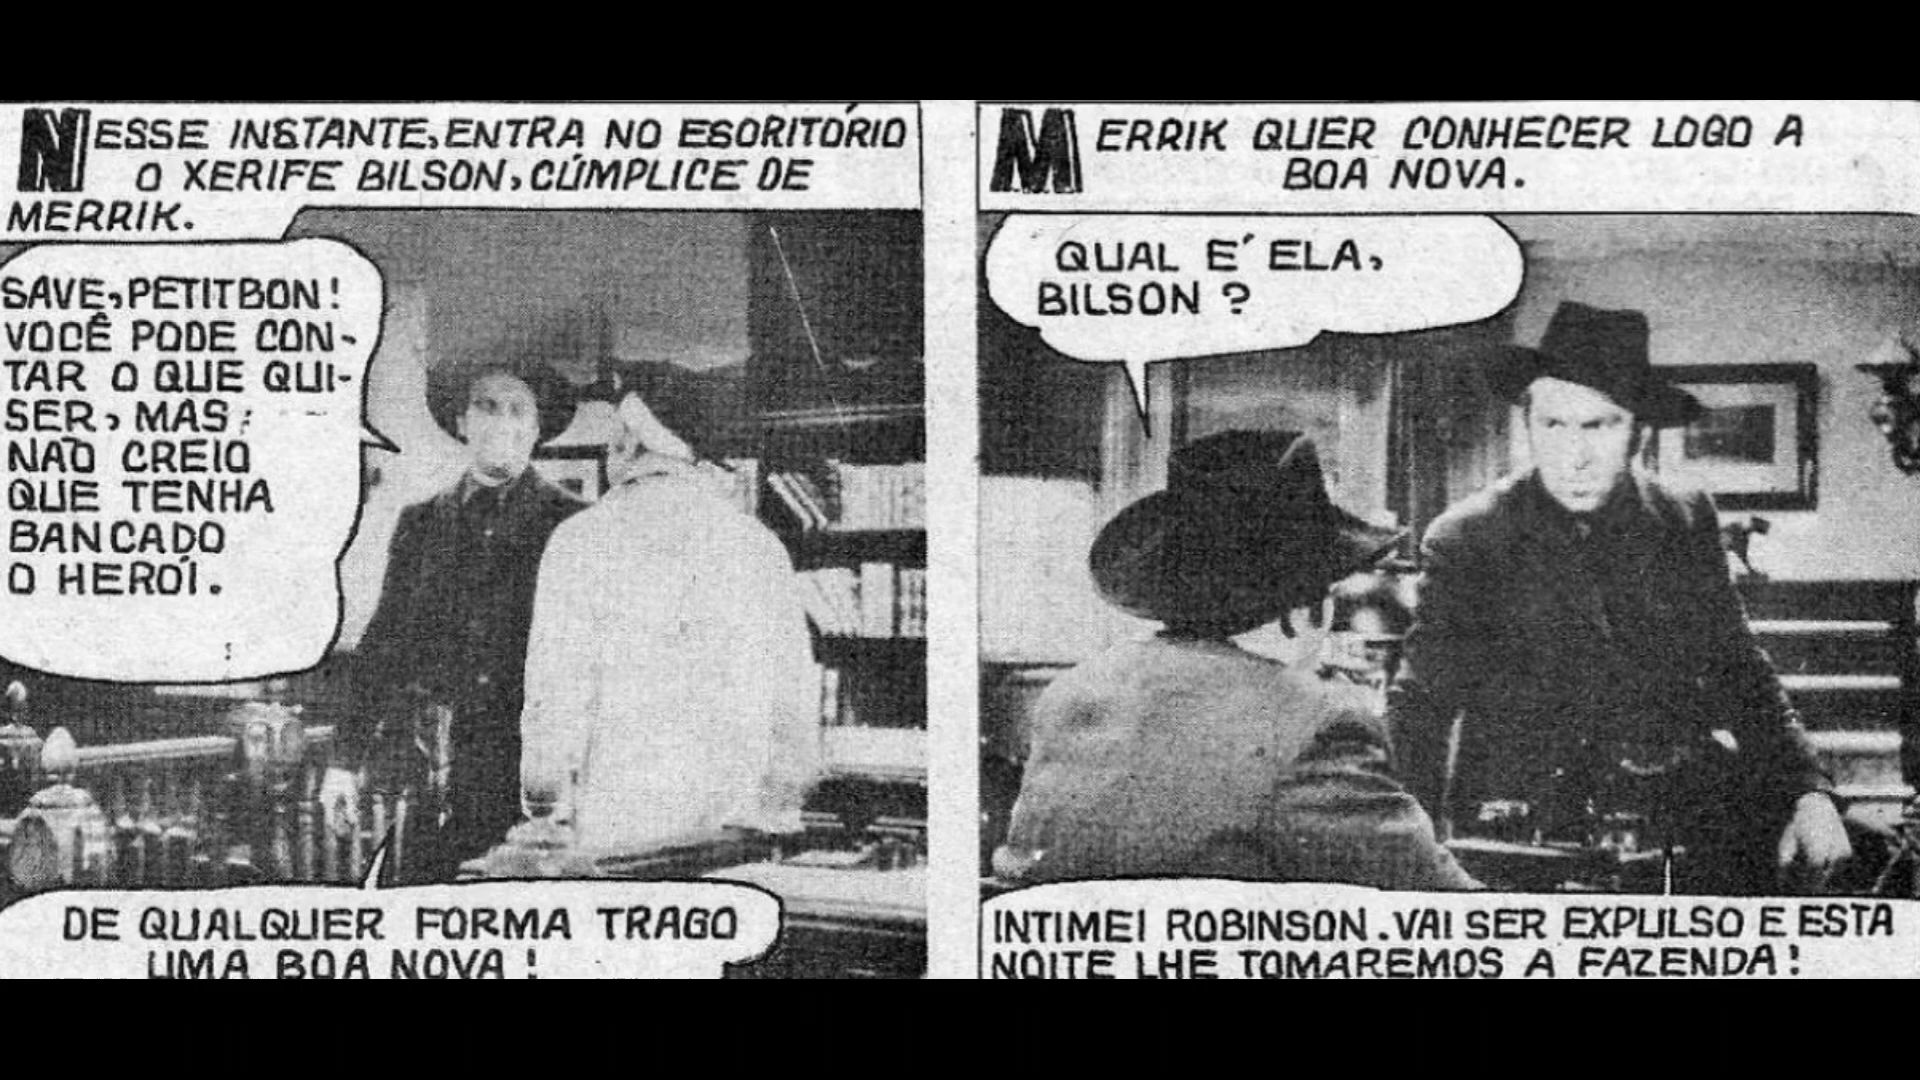 NESSE INSTANTE, ENTRA NO ESCRITÓRIO
O XERIFE BILSON, CÚMPLICE DE
MERRIK.
SAVE, PETITBON!
VOCÊ PODE CON-
TAR O QUE QUI-
SER, MAS
NÃO CREIO
QUE TENHA
BANCADO
O HERÓI.
DE QUALQUER FORMA TRAGO
UMA BOA NOVA!
MERRIK QUER CONHECER LOGO A
BOA NOVA.
QUAL E' ELA,
BILSON?
INTIMEI ROBINSON. VAI SER EXPULSO E ESTA
NOITE LHE TOMAREMOS A FAZENDA!